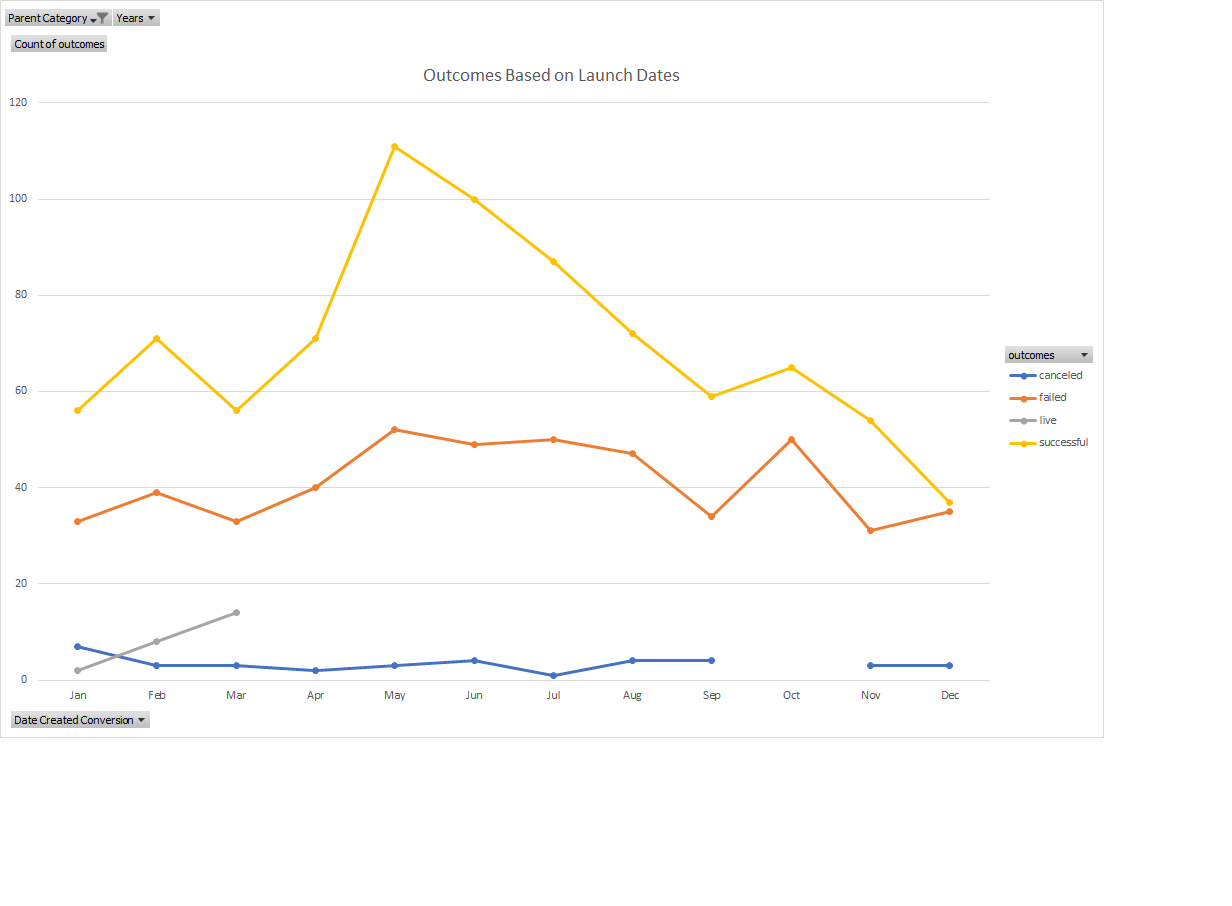 Parent Category Years
Count of outcomes
Outcomes Based on Launch Dates
120
100
80
60
40
20
0
Jan Feb Mar Apr May Jun Jul Aug Sep Oct Nov Dec
outcomes
canceled
failed
live
successful
Date Created Conversion